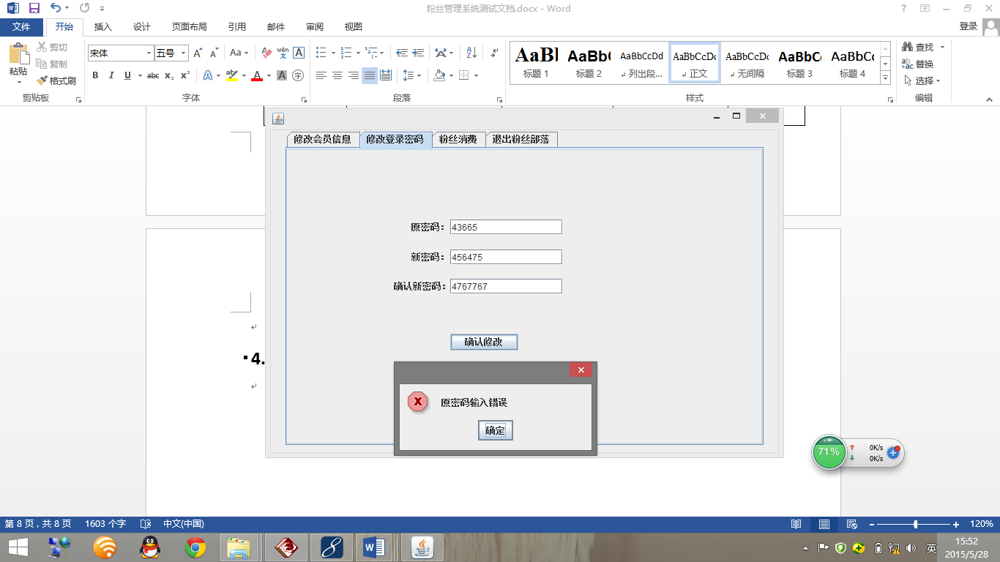 粉丝管理系统测试文档.docx - Word
文件 开始 插入 设计 页面布局 引用 邮件 审阅 视图 登录
剪切
复制
格式刷
粘贴
宋体 五号
AaBl AaBb( AaBbCcDd AaBbCcDc AaBbCcDc AaBbC AaBbCc
标题 1 标题 2 列出段... 正文 无间隔 标题 3 标题 4
查找
替换
选择
剪贴板 字体 段落 样式 编辑
修改会员信息 修改登录密码 粉丝消费 退出粉丝部落
原密码： 43665
新密码： 456475
确认新密码： 4767767
确认修改
4.
原密码输入错误
确定
71% 0K/s
0K/s
第 8 页，共 8 页 1603 个字 中文(中国) 120%
英 15:52
2015/5/28